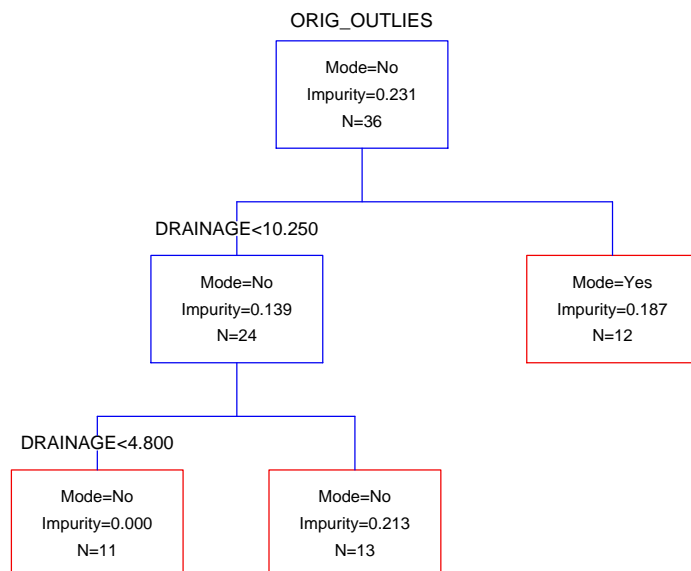 ORIG_OUTLIES
Mode=No
Impurity=0.231
N=36
DRAINAGE<10.250
Mode=No
Impurity=0.139
N=24
Mode=Yes
Impurity=0.187
N=12
DRAINAGE<4.800
Mode=No
Impurity=0.000
N=11
Mode=No
Impurity=0.213
N=13